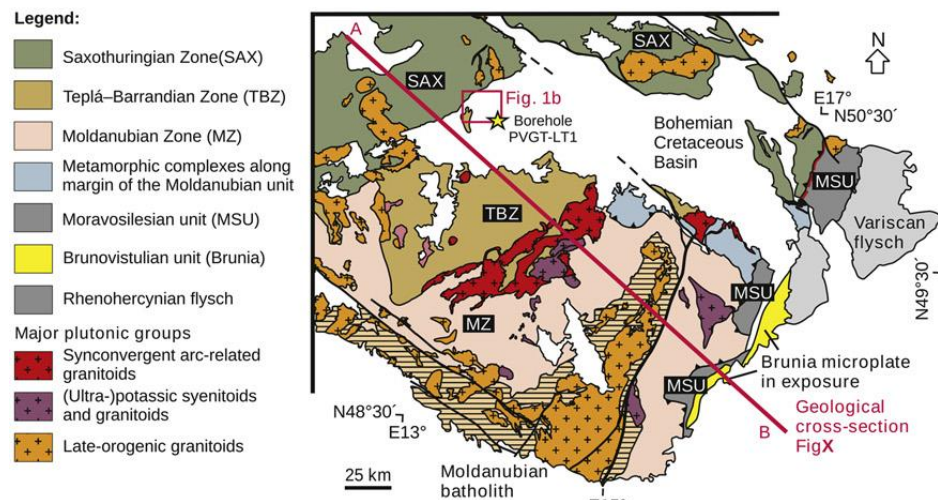 Legend:
Saxothuringian Zone(SAX)
Teplá–Barrandian Zone (TBZ)
Moldanubian Zone (MZ)
Metamorphic complexes along
margin of the Moldanubian unit
Moravosilesian unit (MSU)
Brunovistulian unit (Brunia)
Rhenohercynian flysch
Major plutonic groups
Synconvergent arc-related
granitoids
(Ultra-)potassic syenitoids
and granitoids
Late-orogenic granitoids
A
SAX
SAX
N
Fig. 1b
Borehole
PVGT-LT1
E17°
N50°30´
Bohemian
Cretaceous
Basin
MSU
TBZ
Variscan
flysch
N49°30´
MSU
MZ
MSU
Brunia microplate
in exposure
N48°30´
E13°
B
Geological
cross-section
FigX
25 km
Moldanubian
batholith